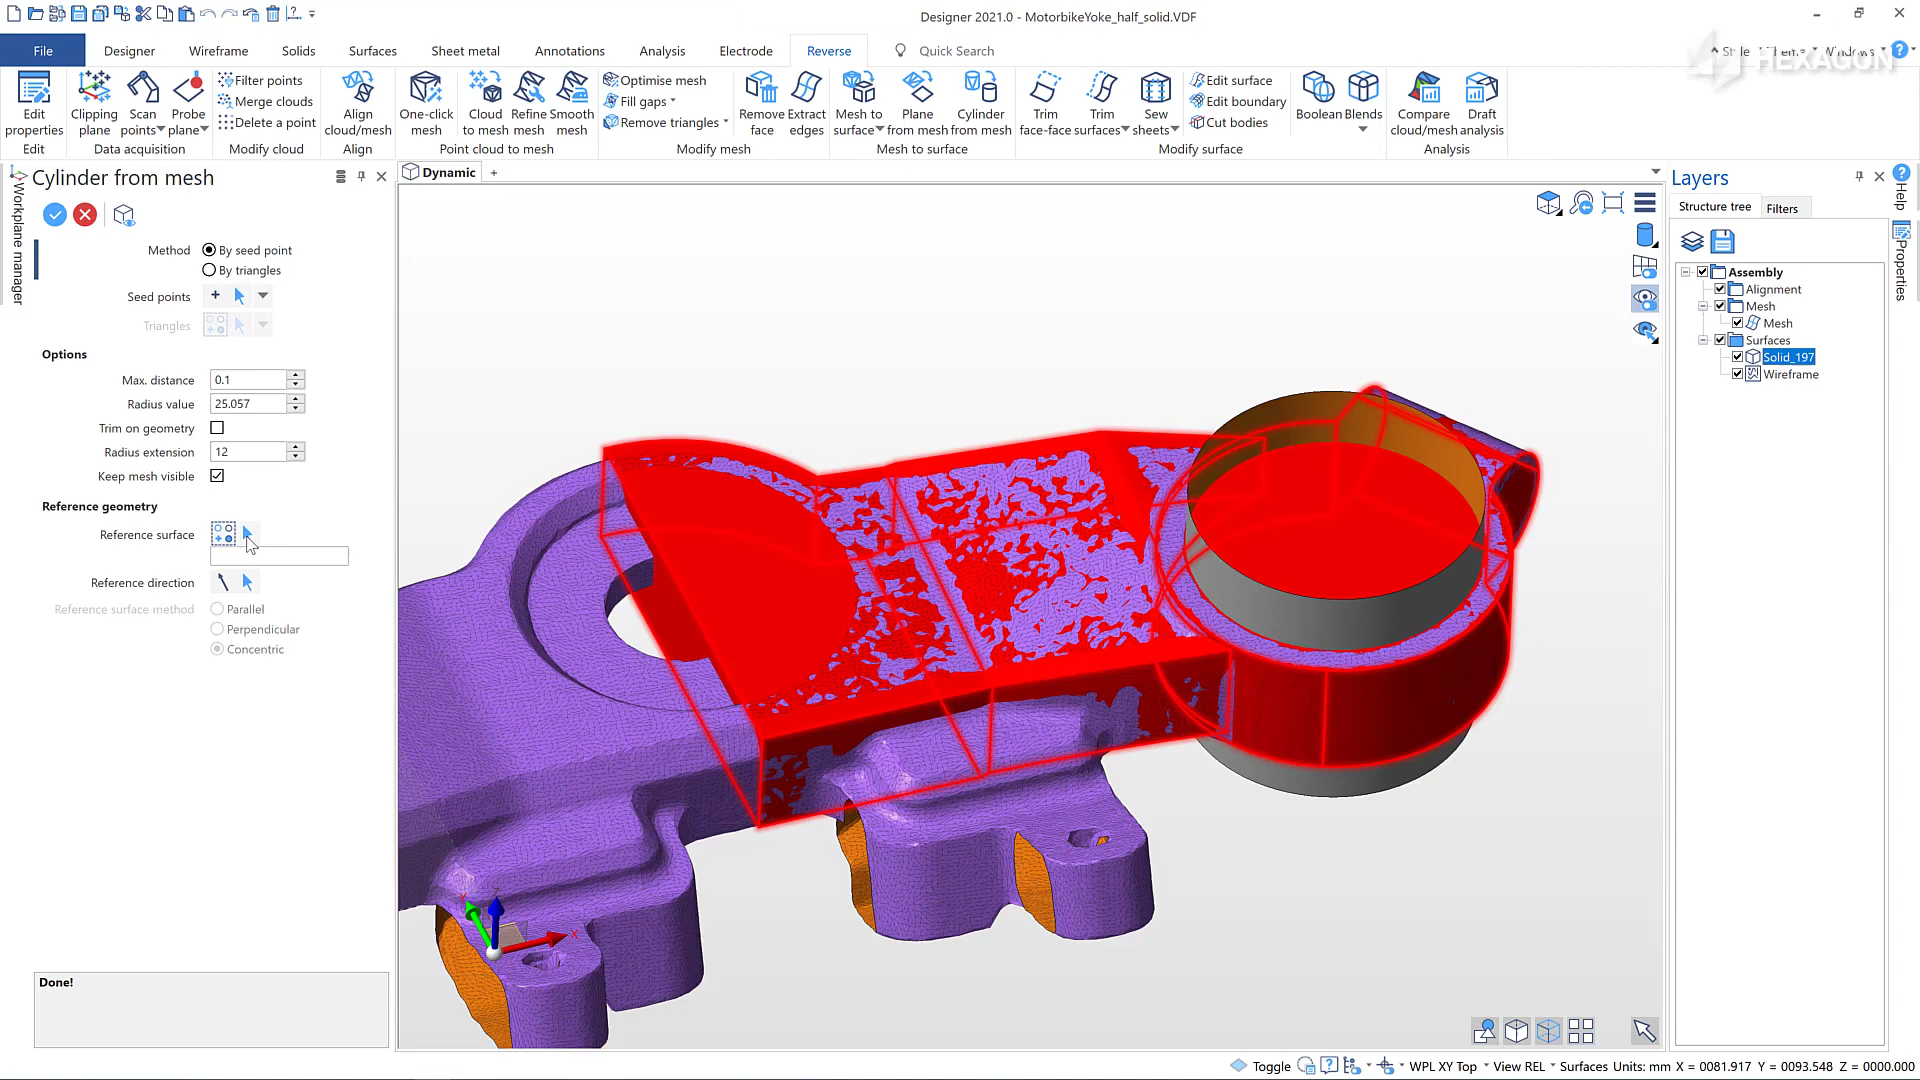 Designer 2021.0 - MotorbikeYoke_half_solid.VDF
File
Designer
Wireframe
Solids
Surfaces
Sheet metal
Annotations
Analysis
Electrode
Reverse
Quick Search
Style
Theme
Windows
HEXAGON
Edit properties
Clipping plane
Scan points
Probe plane
Filter points
Merge clouds
Delete a point
Align cloud/mesh
One-click mesh
Cloud to mesh
Refine mesh
Smooth mesh
Optimise mesh
Fill gaps
Remove triangles
Remove face
Extract edges
Mesh to surface
Plane from mesh
Cylinder from mesh
Trim face-face
Trim surfaces
Sew sheets
Edit surface
Edit boundary
Cut bodies
Boolean
Blends
Compare cloud/mesh
Draft analysis
Edit
Data acquisition
Modify cloud
Align
Point cloud to mesh
Modify mesh
Mesh to surface
Modify surface
Analysis
Workplane manager
Cylinder from mesh
Method
By seed point
By triangles
Seed points
Triangles
Options
Max. distance 0.1
Radius value 25.057
Trim on geometry
Radius extension 12
Keep mesh visible
Reference geometry
Reference surface
Reference direction
Reference surface method
Parallel
Perpendicular
Concentric
Done!
Dynamic
+
Z
X
Layers
Structure tree
Filters
Assembly
Alignment
Mesh
Mesh
Surfaces
Solid_197
Wireframe
Help
Properties
Toggle
WPL XY Top
View REL
Surfaces Units: mm X = 0081.917 Y = 0093.548 Z = 0000.000